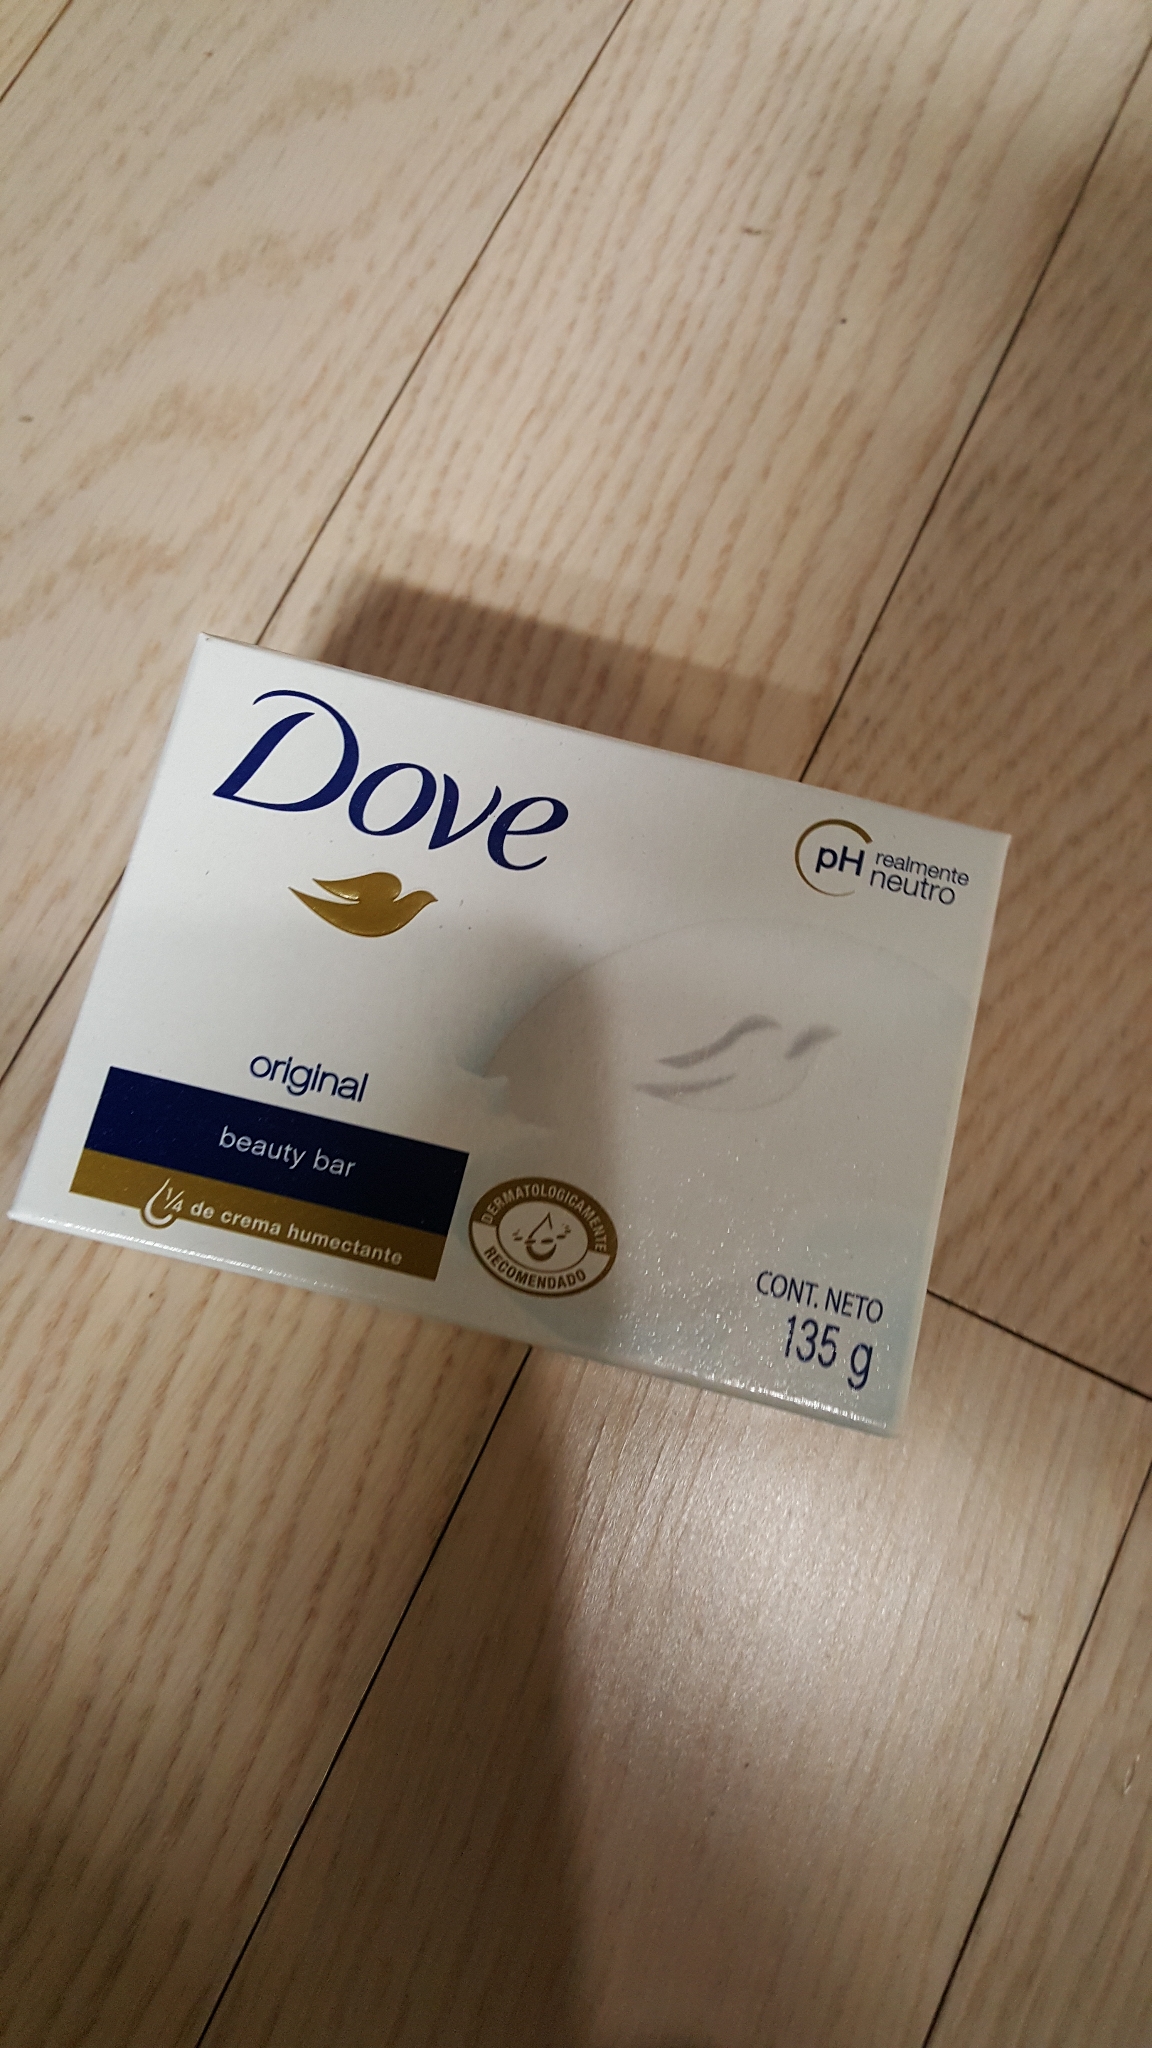 Dove
pH realmente
neutro
original
beauty bar
1/4 de crema humectante
DERMATOLOGICAMENTE
RECOMENDADO
CONT. NETO
135 g